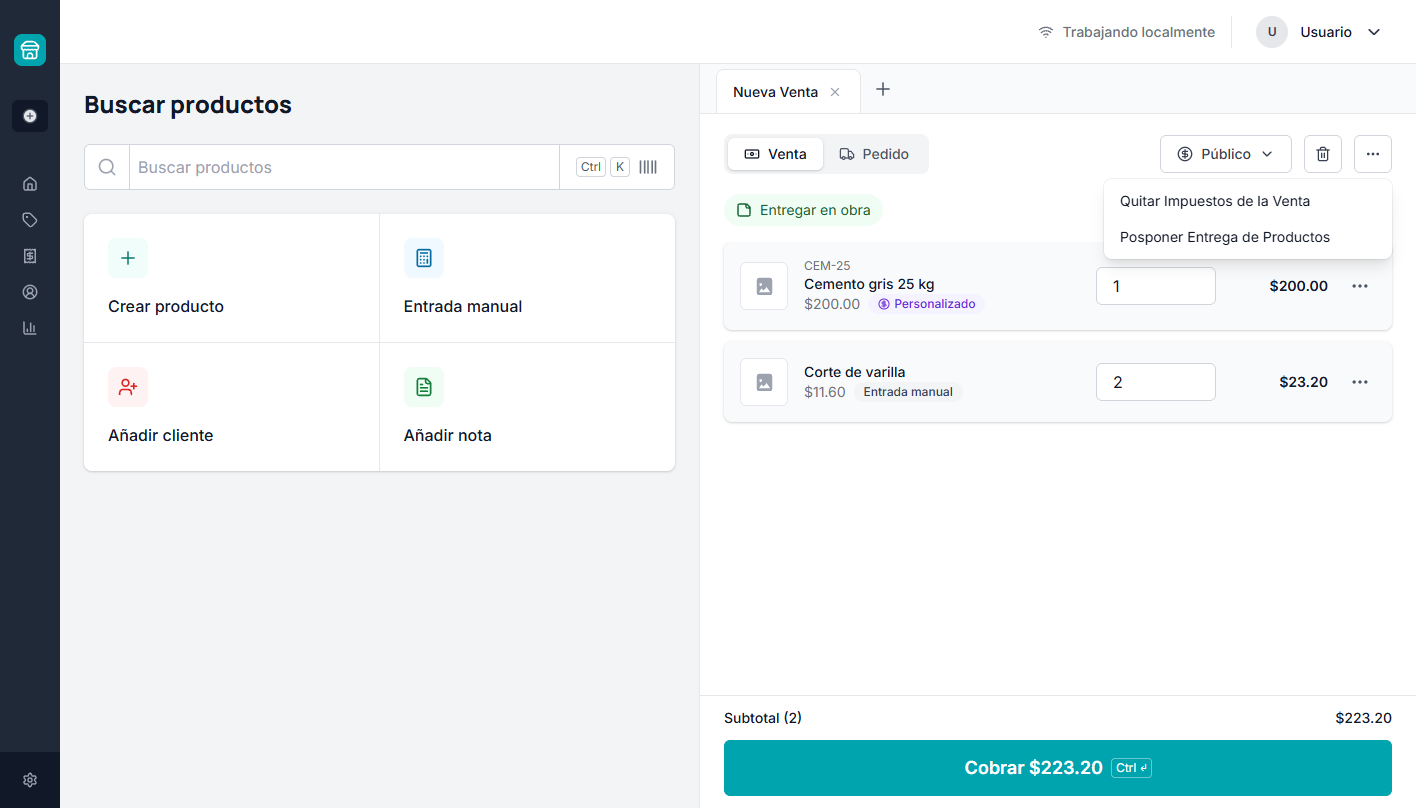 Trabajando localmente
U
Usuario
Buscar productos
Buscar productos
Ctrl K
Crear producto
Entrada manual
Añadir cliente
Añadir nota
Nueva Venta
Venta
Pedido
Público
Quitar Impuestos de la Venta
Posponer Entrega de Productos
Entregar en obra
CEM-25
Cemento gris 25 kg
$200.00 Personalizado
1
$200.00
Corte de varilla
$11.60 Entrada manual
2
$23.20
Subtotal (2)
$223.20
Cobrar $223.20 Ctrl ↵